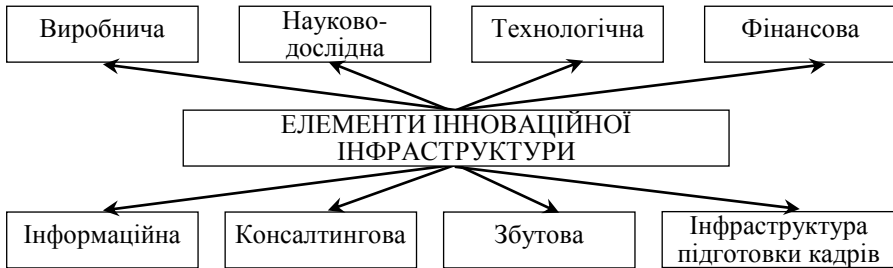 Виробнича
Науково-
дослідна
Технологічна
Фінансова
ЕЛЕМЕНТИ ІННОВАЦІЙНОЇ
ІНФРАСТРУКТУРИ
Інформаційна
Консалтингова
Збутова
Інфраструктура
підготовки кадрів